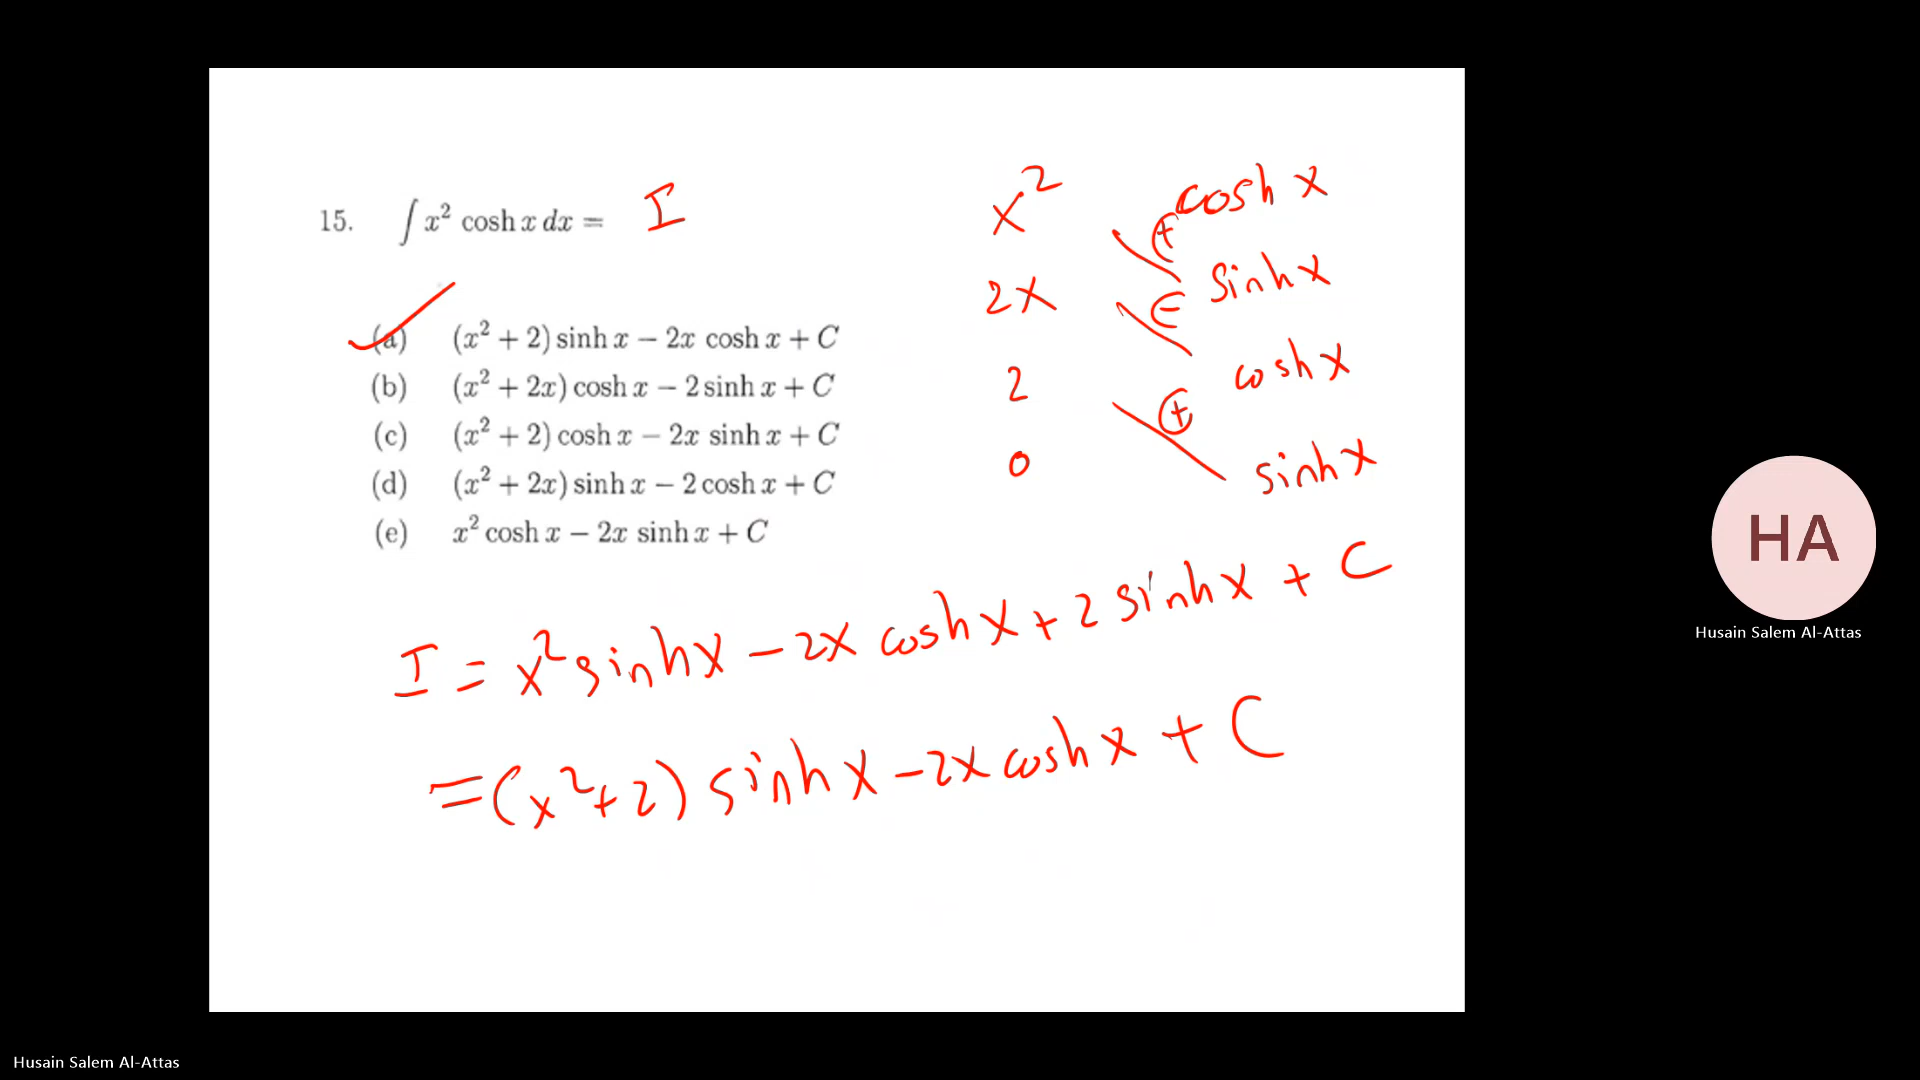 15. ∫ x² cosh x dx = I
(a) (x² + 2) sinh x − 2x cosh x + C
(b) (x² + 2x) cosh x − 2 sinh x + C
(c) (x² + 2) cosh x − 2x sinh x + C
(d) (x² + 2x) sinh x − 2 cosh x + C
(e) x² cosh x − 2x sinh x + C
x² + cosh x
2x − sinh x
2 + cosh x
0 sinh x
I = x² sinh x − 2x cosh x + 2 sinh x + C
= (x² + 2) sinh x − 2x cosh x + C
HA
Husain Salem Al-Attas
Husain Salem Al-Attas